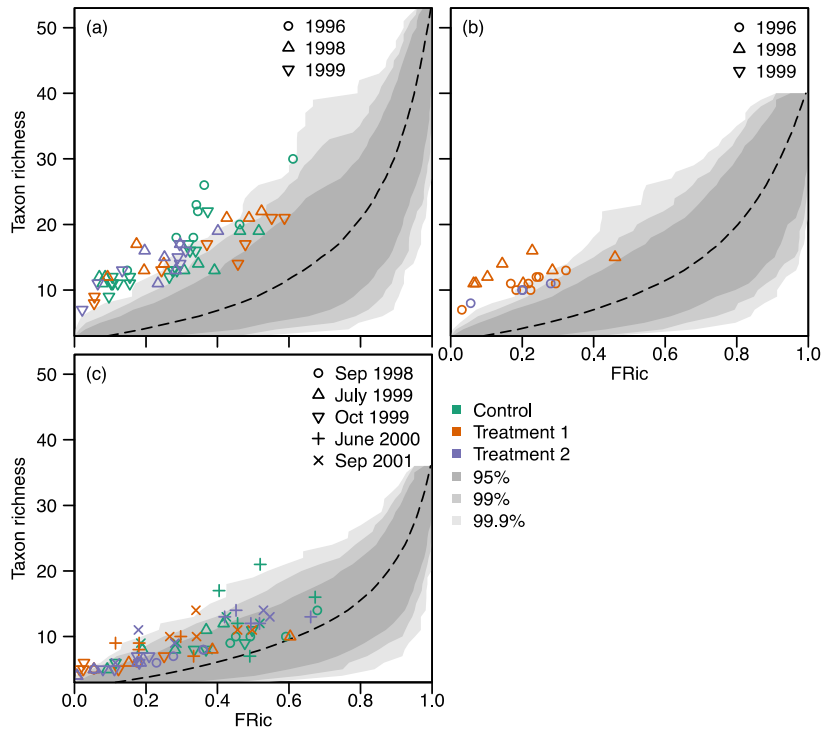 (a)
1996
1998
1999
50
40
30
20
10
Taxon richness
(b)
1996
1998
1999
0.0 0.2 0.4 0.6 0.8 1.0
FRic
(c)
Sep 1998
July 1999
Oct 1999
June 2000
Sep 2001
50
40
30
20
10
Taxon richness
0.0 0.2 0.4 0.6 0.8 1.0
FRic
Control
Treatment 1
Treatment 2
95%
99%
99.9%